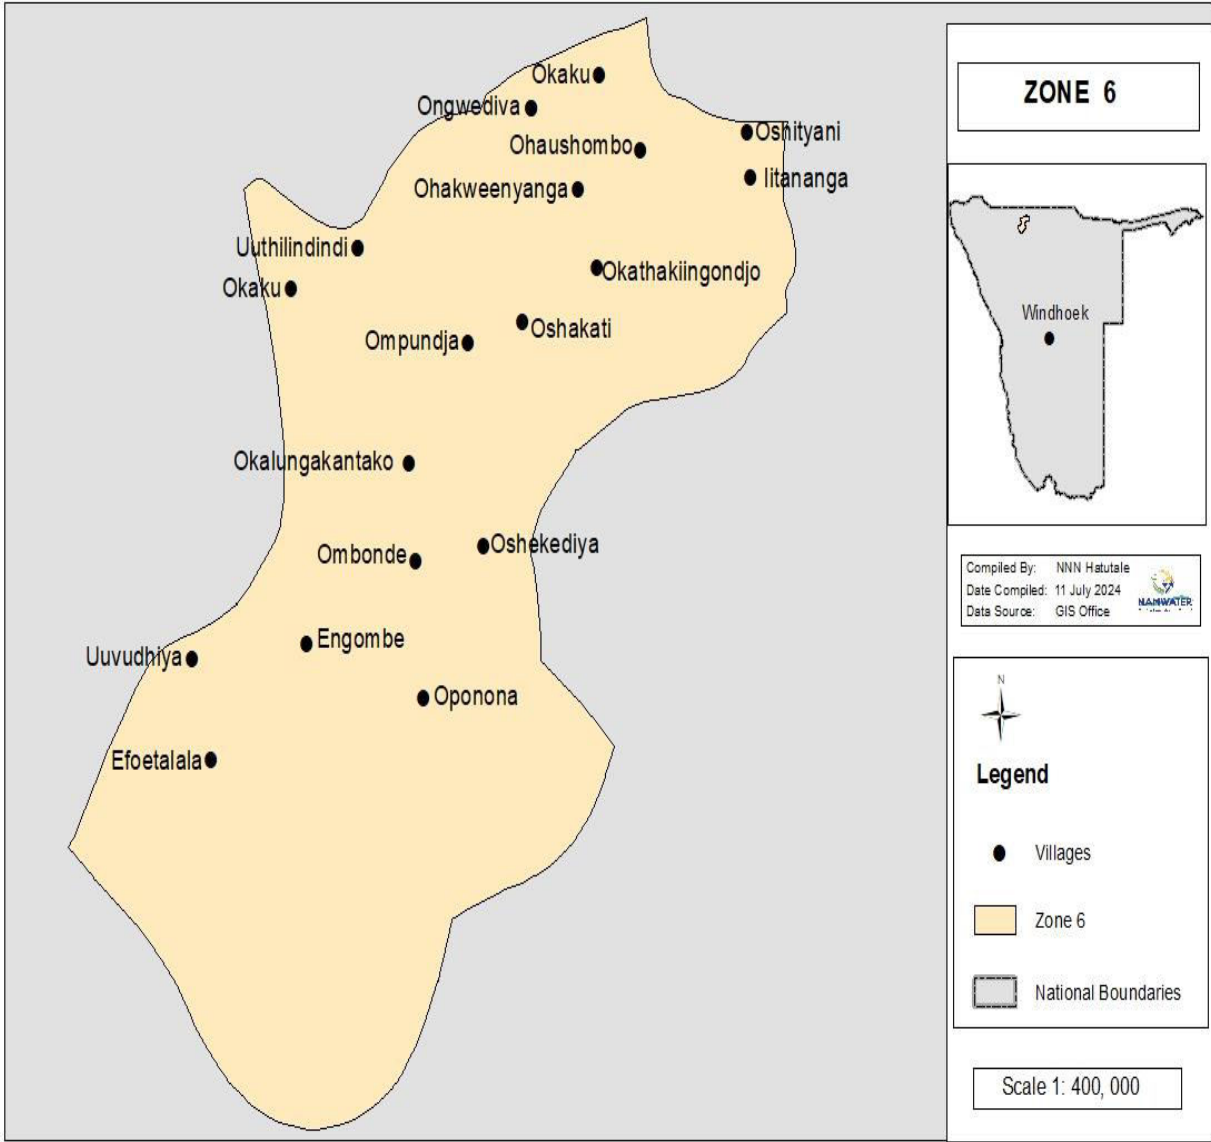 Okaku
Ongwediva
Oshityani
Ohaushombo
Iitananga
Ohakweenyanga
Uuthilindindi
Okathakiingondjo
Okaku
Oshakati
Ompundja
Okalungakantako
Oshekediya
Ombonde
Engombe
Uuvudhiya
Oponona
Efoetalala
ZONE 6
Windhoek
Compiled By: NNN Hatutale
Date Compiled: 11 July 2024
Data Source: GIS Office
NAMWATER
N
Legend
Villages
Zone 6
National Boundaries
Scale 1: 400, 000